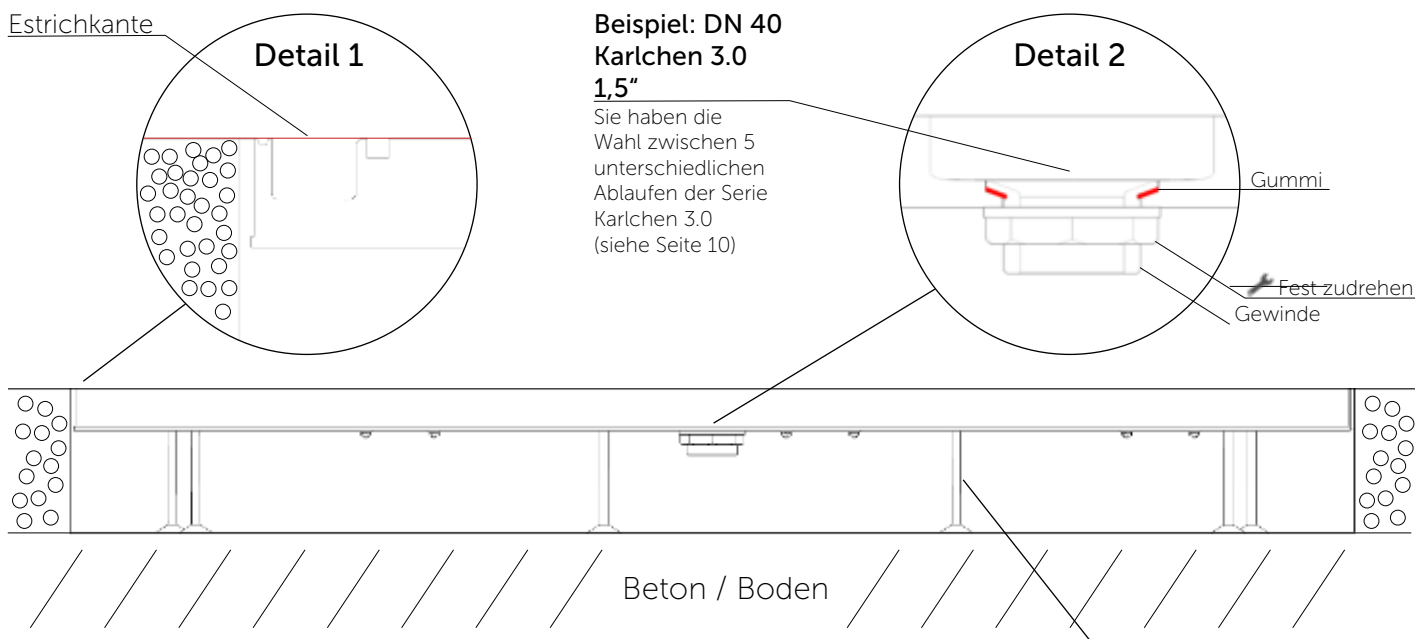 Estrichkante
Detail 1
Beispiel: DN 40
Karlchen 3.0
1,5“
Sie haben die
Wahl zwischen 5
unterschiedlichen
Ablaufen der Serie
Karlchen 3.0
(siehe Seite 10)
Detail 2
Gummi
Fest zudrehen
Gewinde
Beton / Boden